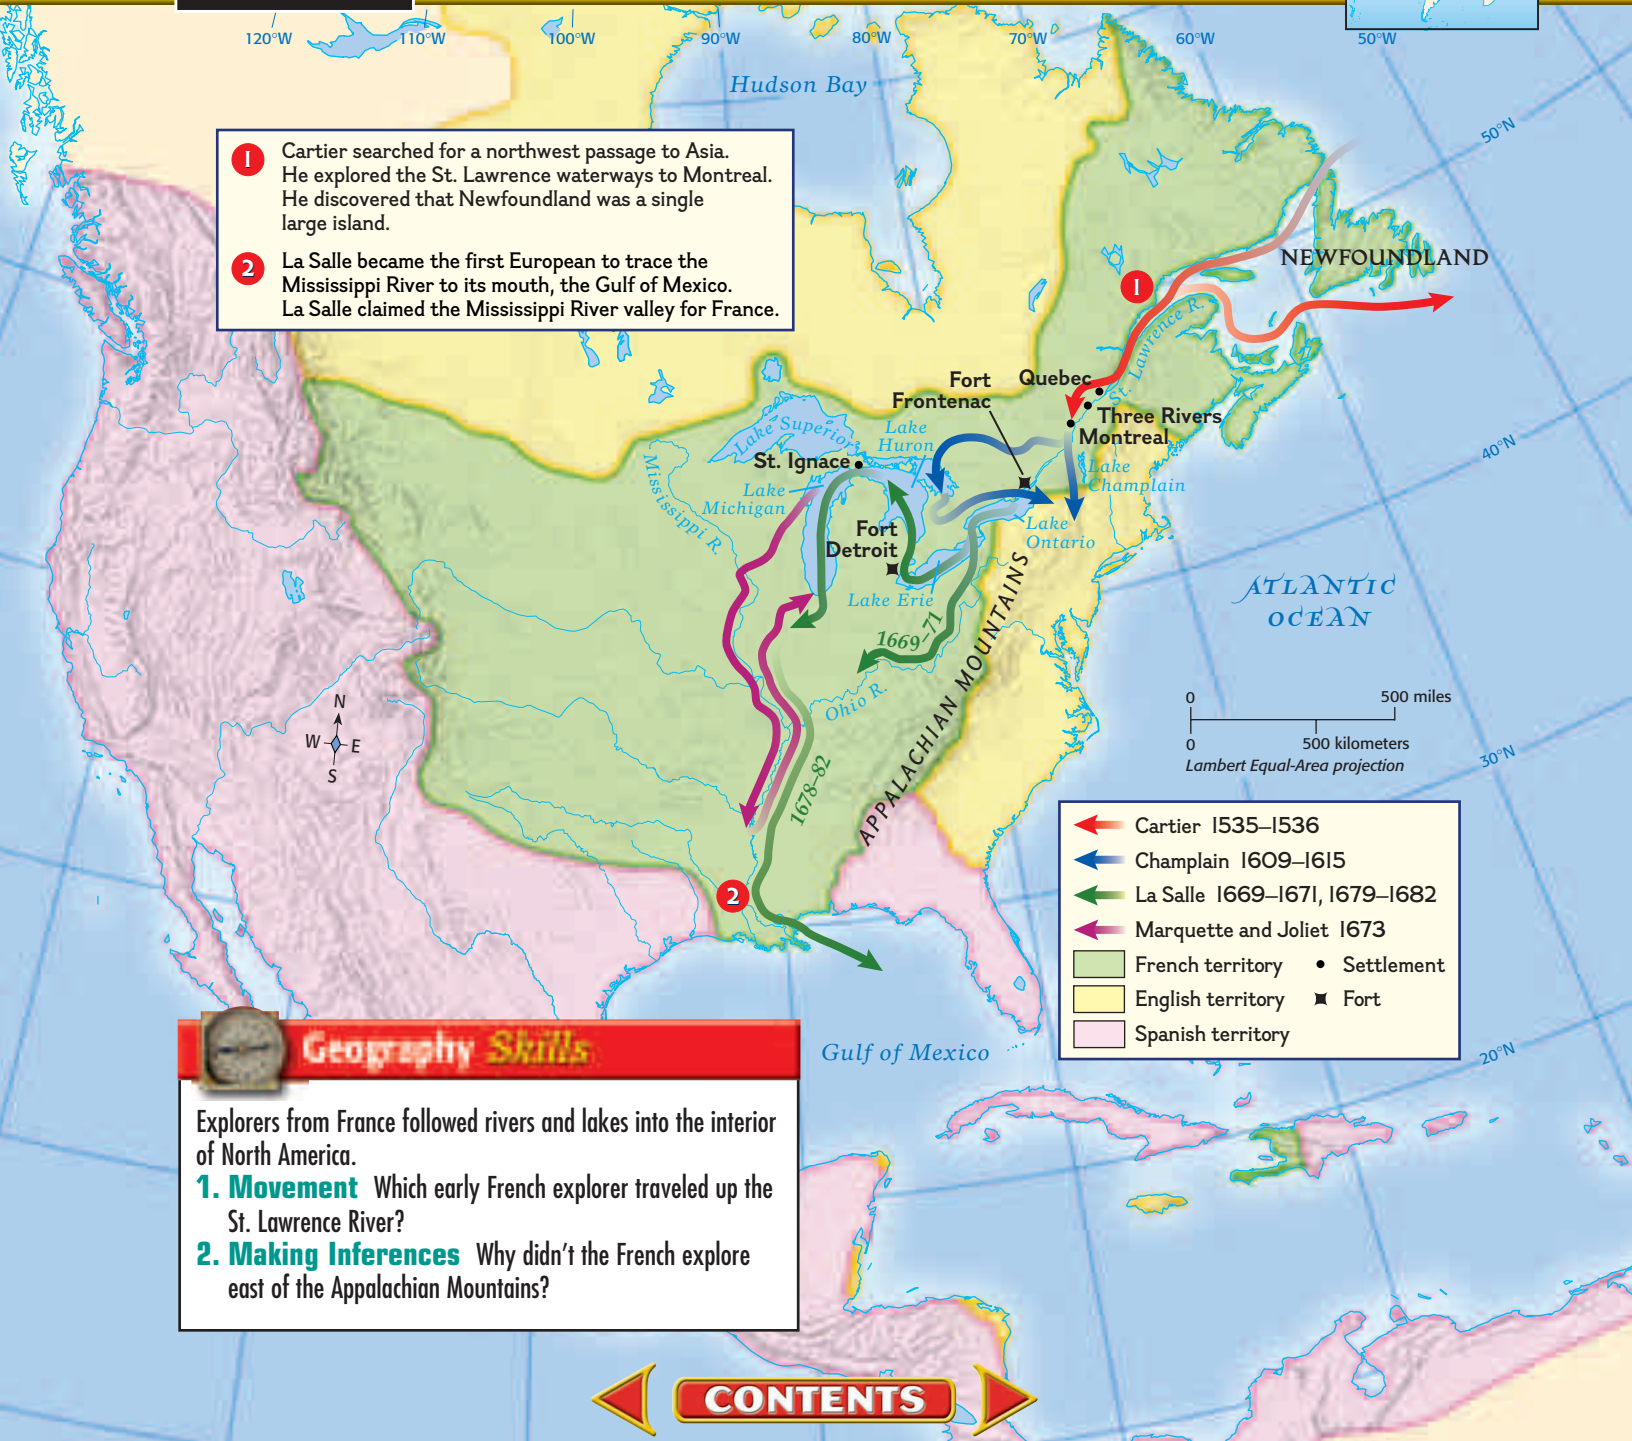 120°W
110°W
100°W
90°W
80°W
70°W
60°W
50°W
Hudson Bay
50°N
1
Cartier searched for a northwest passage to Asia.
He explored the St. Lawrence waterways to Montreal.
He discovered that Newfoundland was a single
large island.
2
La Salle became the first European to trace the
Mississippi River to its mouth, the Gulf of Mexico.
La Salle claimed the Mississippi River valley for France.
NEWFOUNDLAND
1
St. Lawrence R.
Fort
Frontenac
Quebec
Three Rivers
Montreal
Lake Superior
Lake
Huron
St. Ignace
Lake
Michigan
Mississippi R.
Lake
Champlain
40°N
Fort
Detroit
Lake
Ontario
Lake Erie
ATLANTIC
OCEAN
1669–71
APPALACHIAN MOUNTAINS
Ohio R.
N
W
E
S
0
500 miles
0
500 kilometers
Lambert Equal-Area projection
30°N
1678–82
2
Cartier 1535–1536
Champlain 1609–1615
La Salle 1669–1671, 1679–1682
Marquette and Joliet 1673
French territory
Settlement
English territory
Fort
Spanish territory
Gulf of Mexico
20°N
Geography Skills
Explorers from France followed rivers and lakes into the interior
of North America.
1. Movement Which early French explorer traveled up the
St. Lawrence River?
2. Making Inferences Why didn't the French explore
east of the Appalachian Mountains?
CONTENTS